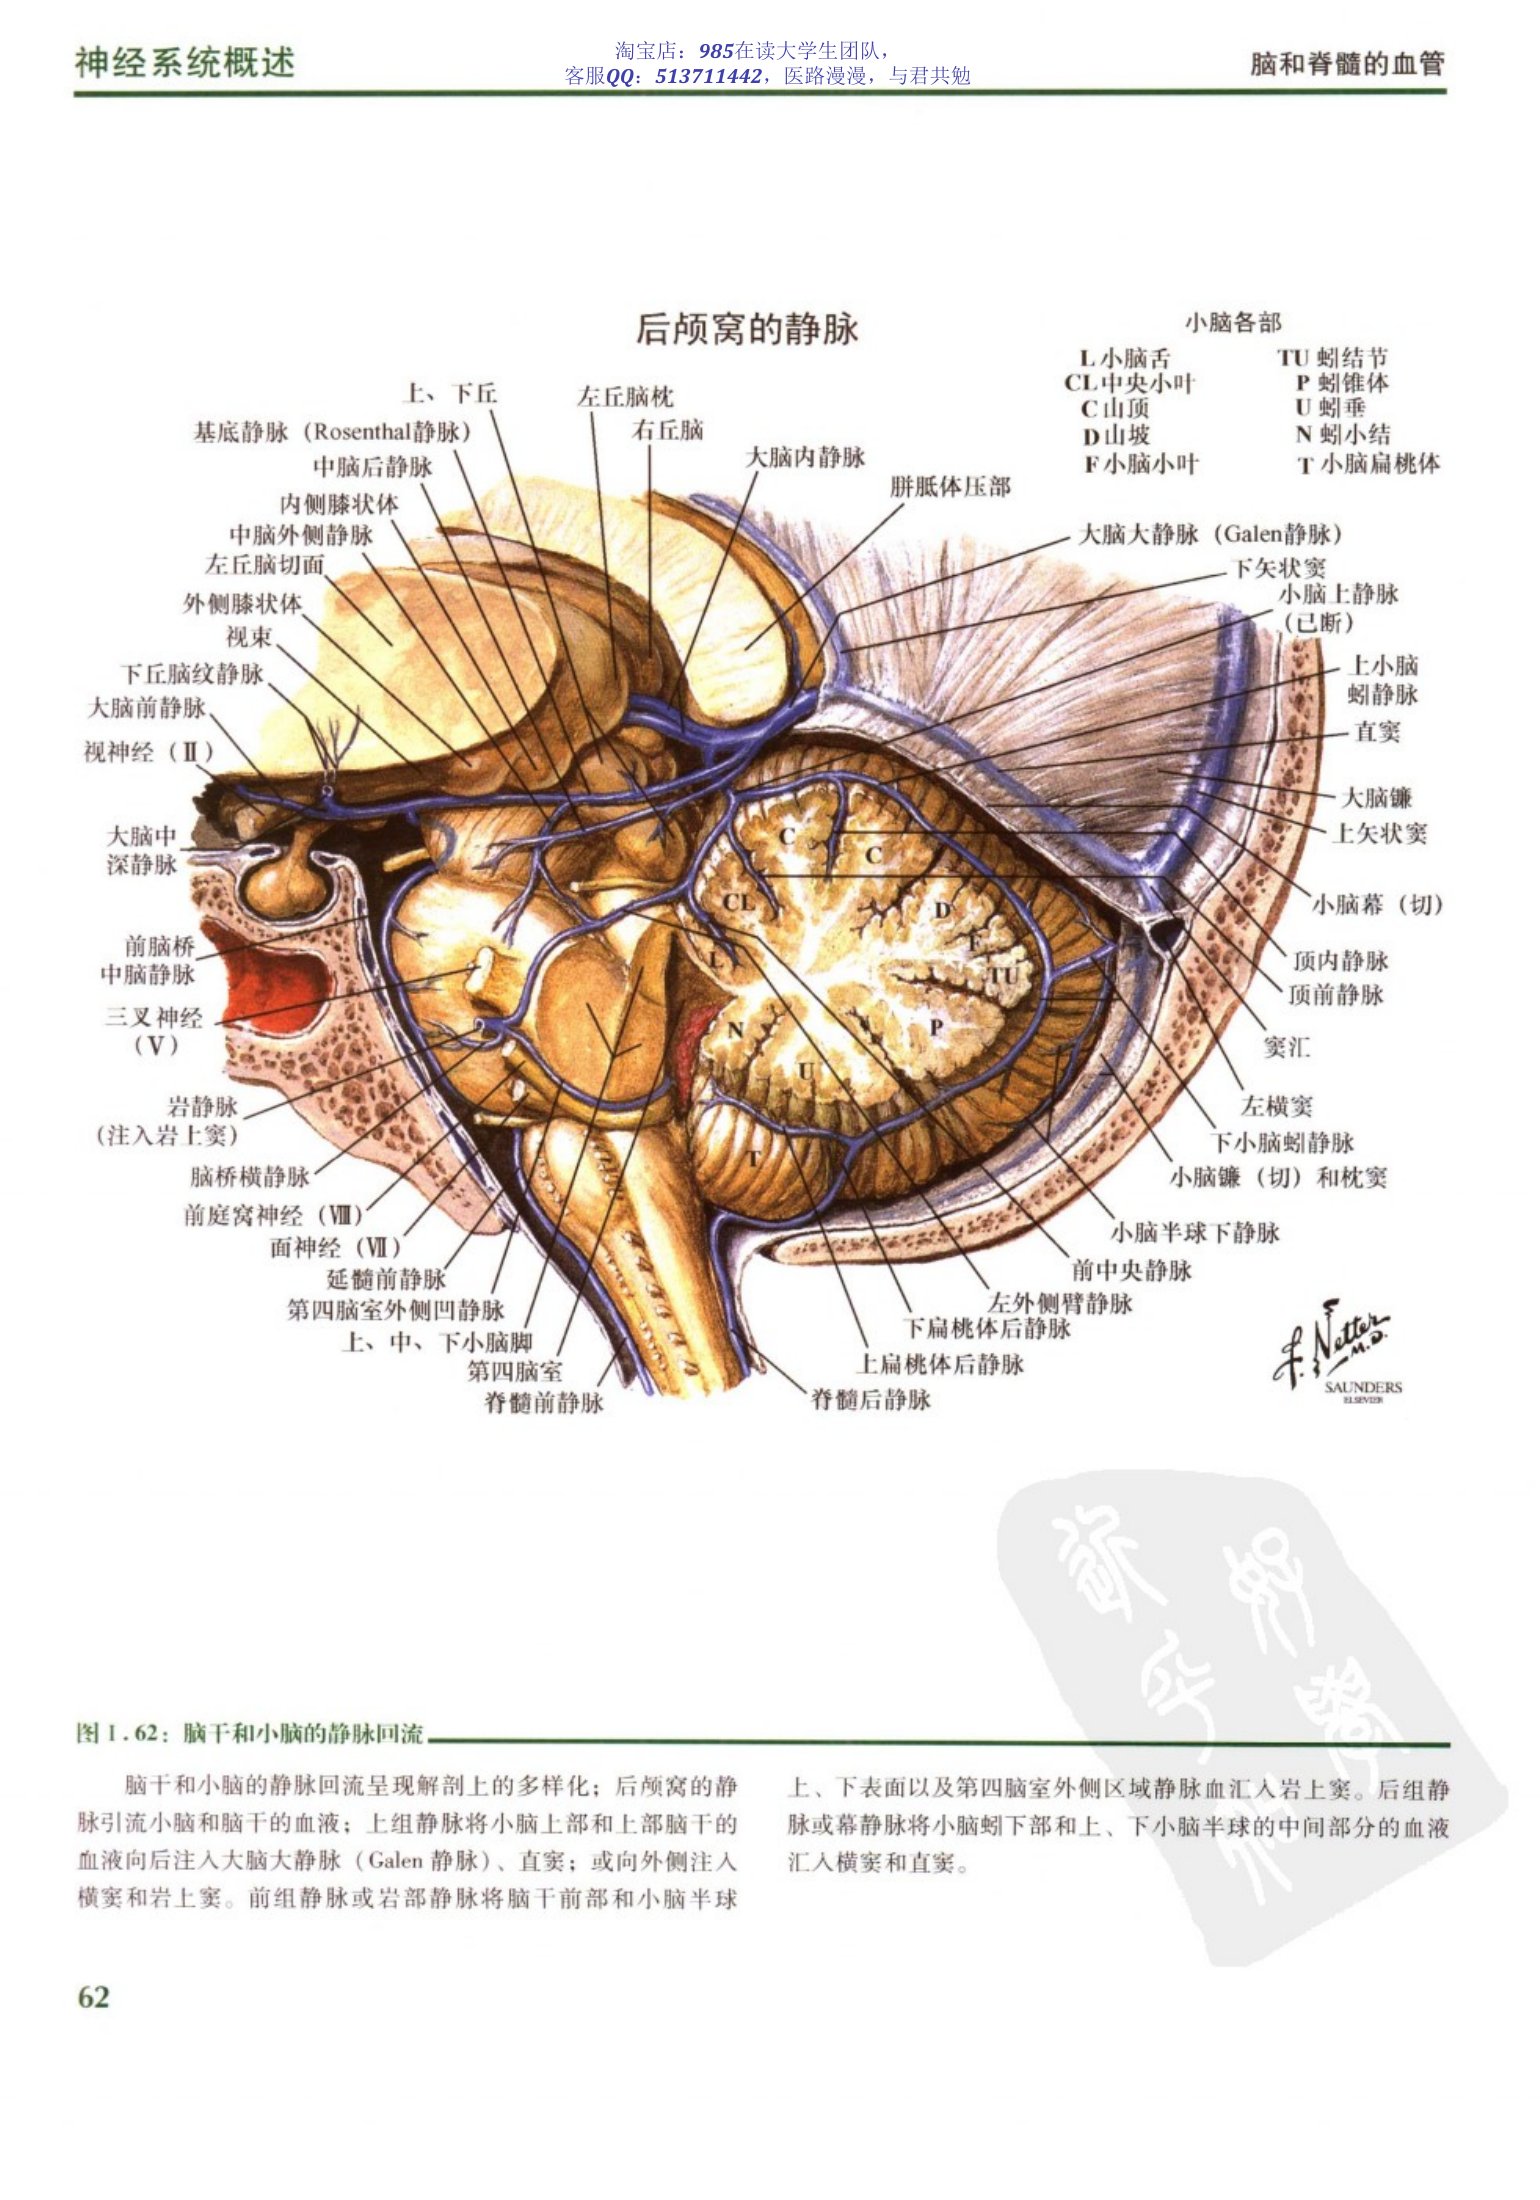 神经系统概述
淘宝店：985在读大学生团队，
客服QQ：513711442，医路漫漫，与君共勉
脑和脊髓的血管
后颅窝的静脉
小脑各部
L 小脑舌
CL 中央小叶
C 山顶
D 山坡
F 小脑小叶
TU 蚓结节
P 蚓锥体
U 蚓垂
N 蚓小结
T 小脑扁桃体
上、下丘
基底静脉（Rosenthal静脉）
中脑后静脉
内侧膝状体
中脑外侧静脉
左丘脑切面
外侧膝状体
视束
下丘脑纹静脉
大脑前静脉
视神经（Ⅱ）
大脑中
深静脉
前脑桥
中脑静脉
三叉神经
（Ⅴ）
岩静脉
（注入岩上窦）
脑桥横静脉
前庭窝神经（Ⅷ）
面神经（Ⅶ）
延髓前静脉
第四脑室外侧凹静脉
上、中、下小脑脚
第四脑室
脊髓前静脉
左丘脑枕
右丘脑
大脑内静脉
胼胝体压部
大脑大静脉（Galen静脉）
下矢状窦
小脑上静脉
（已断）
上小脑
蚓静脉
直窦
大脑镰
上矢状窦
小脑幕（切）
顶内静脉
顶前静脉
窦汇
左横窦
下小脑蚓静脉
小脑镰（切）和枕窦
小脑半球下静脉
前中央静脉
左外侧臂静脉
下扁桃体后静脉
上扁桃体后静脉
脊髓后静脉
C
C
CL
D
F
L
TU
N
P
U
T
F. Netter
M.D.
SAUNDERS
ELSEVIER
图 I . 62：脑干和小脑的静脉回流
脑干和小脑的静脉回流呈现解剖上的多样化；后颅窝的静
脉引流小脑和脑干的血液；上组静脉将小脑上部和上部脑干的
血液向后注入大脑大静脉（Galen 静脉）、直窦；或向外侧注入
横窦和岩上窦。前组静脉或岩部静脉将脑干前部和小脑半球
上、下表面以及第四脑室外侧区域静脉血汇入岩上窦。后组静
脉或幕静脉将小脑蚓下部和上、下小脑半球的中间部分的血液
汇入横窦和直窦。
62